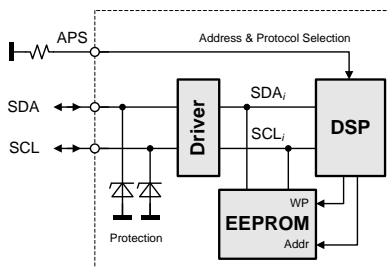 APS
Address & Protocol Selection
SDA
SCL
Driver
SDAi
SCLi
DSP
Protection
EEPROM
WP
Addr